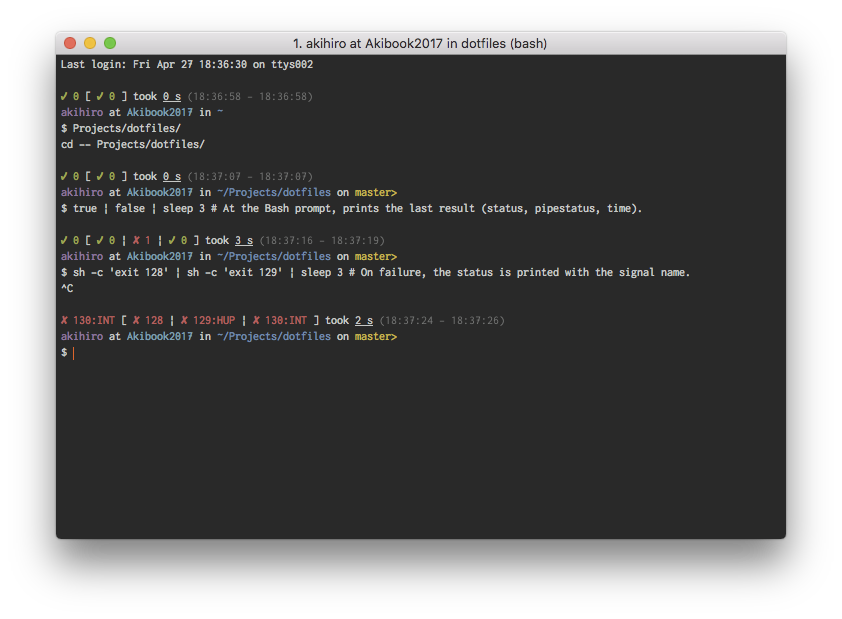 1. akihiro at Akibook2017 in dotfiles (bash)
Last login: Fri Apr 27 18:36:30 on ttys002
✔ 0 [ ✔ 0 ] took 0 s (18:36:58 - 18:36:58)
akihiro at Akibook2017 in ~
$ Projects/dotfiles/
cd -- Projects/dotfiles/
✔ 0 [ ✔ 0 ] took 0 s (18:37:07 - 18:37:07)
akihiro at Akibook2017 in ~/Projects/dotfiles on master>
$ true | false | sleep 3 # At the Bash prompt, prints the last result (status, pipestatus, time).
✔ 0 [ ✔ 0 | ✘ 1 | ✔ 0 ] took 3 s (18:37:16 - 18:37:19)
akihiro at Akibook2017 in ~/Projects/dotfiles on master>
$ sh -c 'exit 128' | sh -c 'exit 129' | sleep 3 # On failure, the status is printed with the signal name.
^C
✘ 130:INT [ ✘ 128 | ✘ 129:HUP | ✘ 130:INT ] took 2 s (18:37:24 - 18:37:26)
akihiro at Akibook2017 in ~/Projects/dotfiles on master>
$